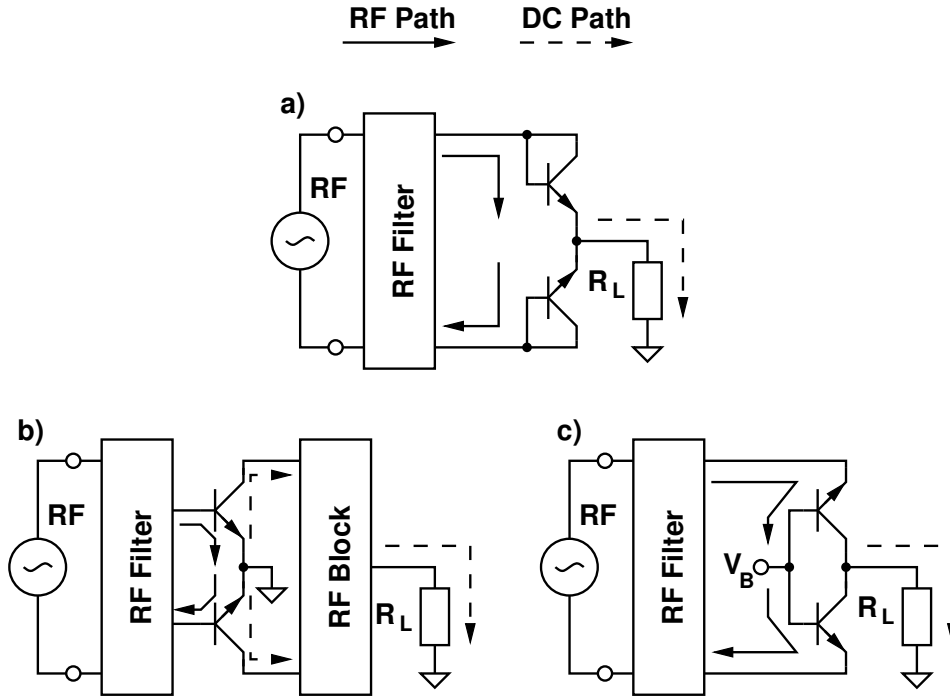 RF Path
DC Path
a)
RF
RF Filter
R L
b)
RF
RF Filter
RF Block
R L
c)
RF
RF Filter
V B
R L